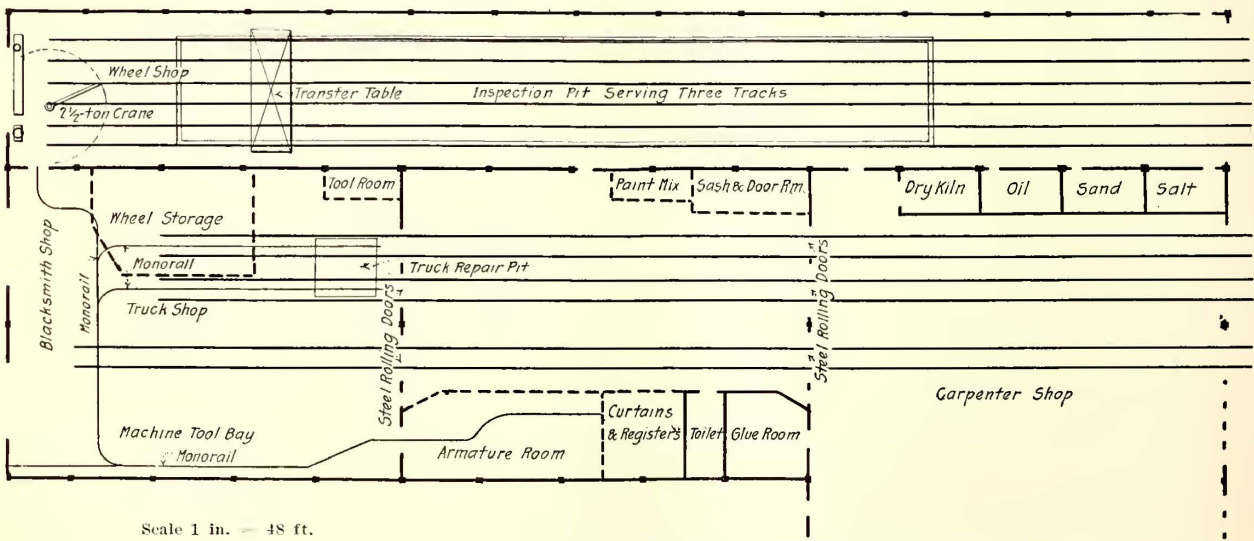 Wheel Shop
Transfer Table
Inspection Pit Serving Three Tracks
2½-ton Crane
Tool Room
Paint Mix
Sash & Door Rm.
Dry Kiln
Oil
Sand
Salt
Wheel Storage
Blacksmith Shop
Monorail
Monorail
Truck Repair Pit
Truck Shop
Steel Rolling Doors
Steel Rolling Doors
Carpenter Shop
Curtains
& Registers
Toilet
Glue Room
Machine Tool Bay
Armature Room
Monorail
Scale 1 in. = 48 ft.